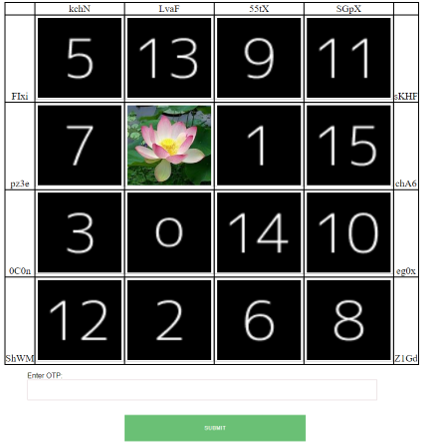 kchN LvaF 55tX SGpX
FIxi 5 13 9 11 sKHF
pz3e 7 1 15 chA6
0C0n 3 0 14 10 eg0x
ShWM 12 2 6 8 Z1Gd
Enter OTP:
SUBMIT